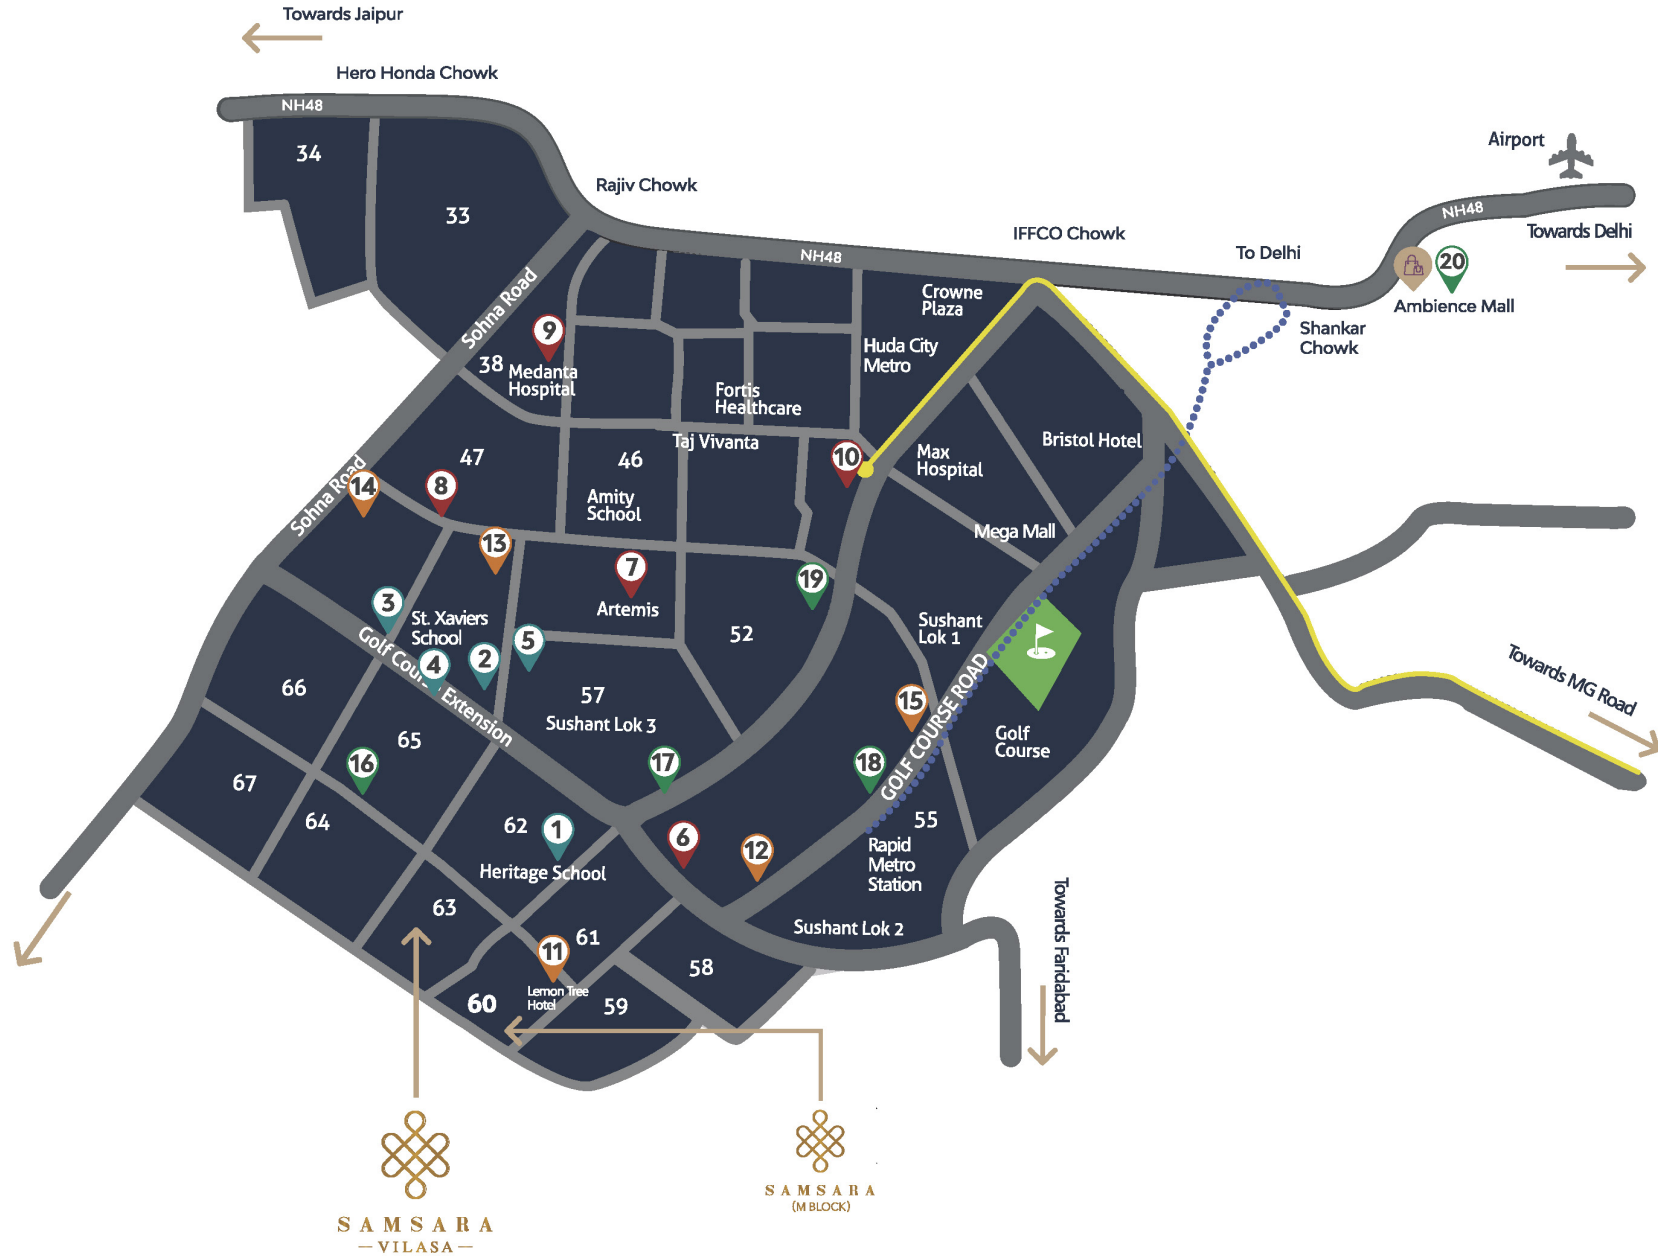 Towards Jaipur
Hero Honda Chowk
NH48
34
33
Rajiv Chowk
Airport
NH48
Towards Delhi
IFFCO Chowk
To Delhi
NH48
20
Ambience Mall
Crowne
Plaza
Shankar
Chowk
Sohna Road
9
38
Medanta
Hospital
Huda City
Metro
Fortis
Healthcare
Taj Vivanta
Bristol Hotel
47
46
10
Max
Hospital
Sohna Road
14
8
Amity
School
Mega Mall
13
7
Artemis
19
3
St. Xaviers
School
52
Sushant
Lok 1
Golf Course Extension
4
2
5
66
57
Sushant Lok 3
15
GOLF COURSE ROAD
Golf
Course
Towards MG Road
65
16
17
18
67
64
62
1
Heritage School
6
12
55
Rapid
Metro
Station
63
Sushant Lok 2
Towards Faridabad
11
61
Lemon Tree
Hotel
58
60
59
SAMSARA
VILASA
SAMSARA
(M BLOCK)